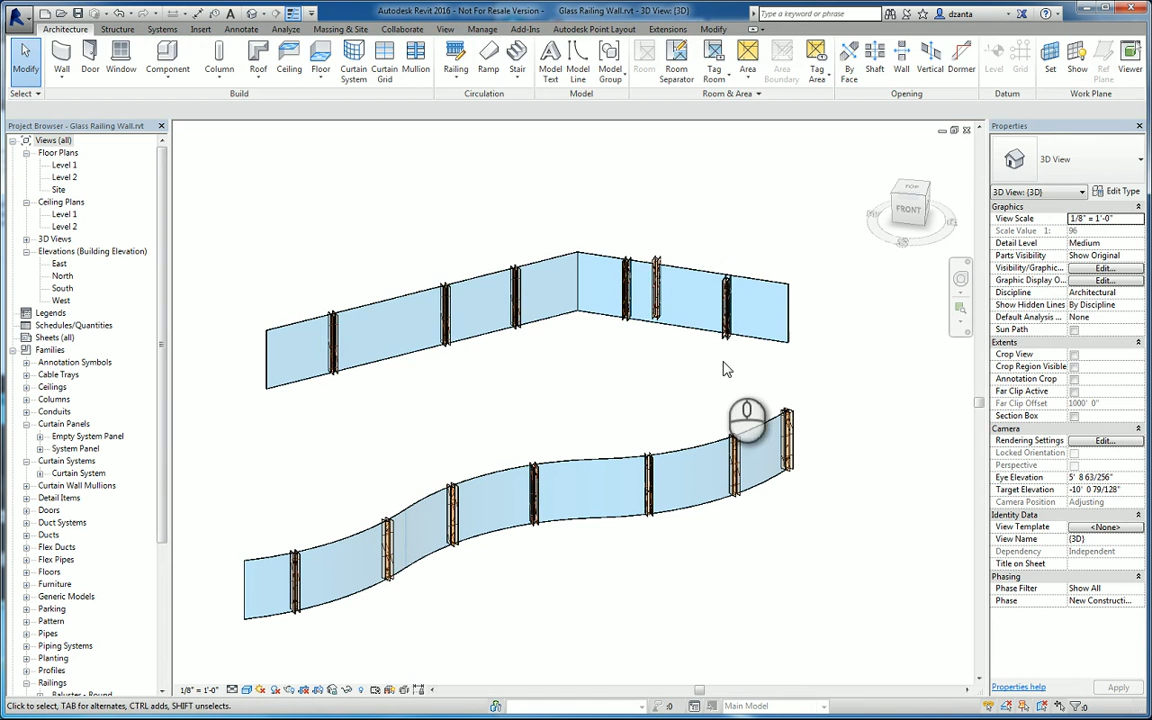 Autodesk Revit 2016 - Not For Resale Version - Glass Railing Wall.rvt - 3D View: {3D}
Type a keyword or phrase
dzanta
Architecture Structure Systems Insert Annotate Analyze Massing & Site Collaborate View Manage Add-Ins Autodesk Point Layout Extensions Modify
Modify Wall Door Window Component Column Roof Ceiling Floor Curtain System Curtain Grid Mullion Railing Ramp Stair Model Text Model Line Model Group Room Room Separator Tag Room Area Area Boundary Tag Area By Face Shaft Wall Vertical Dormer Level Grid Set Show Ref Plane Viewer
Select Build Circulation Model Room & Area Opening Datum Work Plane
Project Browser - Glass Railing Wall.rvt
Views (all)
Floor Plans
Level 1
Level 2
Site
Ceiling Plans
Level 1
Level 2
3D Views
Elevations (Building Elevation)
East
North
South
West
Legends
Schedules/Quantities
Sheets (all)
Families
Annotation Symbols
Cable Trays
Ceilings
Columns
Conduits
Curtain Panels
Empty System Panel
System Panel
Curtain Systems
Curtain System
Curtain Wall Mullions
Detail Items
Doors
Duct Systems
Ducts
Flex Ducts
Flex Pipes
Floors
Furniture
Generic Models
Parking
Pattern
Pipes
Piping Systems
Planting
Profiles
Railings
Baluster - Round
TOP
FRONT
Properties
3D View
3D View: {3D} Edit Type
Graphics
View Scale 1/8" = 1'-0"
Scale Value 1: 96
Detail Level Medium
Parts Visibility Show Original
Visibility/Graphic... Edit...
Graphic Display O... Edit...
Discipline Architectural
Show Hidden Lines By Discipline
Default Analysis ... None
Sun Path
Extents
Crop View
Crop Region Visible
Annotation Crop
Far Clip Active
Far Clip Offset 1000' 0"
Section Box
Camera
Rendering Settings Edit...
Locked Orientation
Perspective
Eye Elevation 5' 8 63/256"
Target Elevation -10' 0 79/128"
Camera Position Adjusting
Identity Data
View Template <None>
View Name {3D}
Dependency Independent
Title on Sheet
Phasing
Phase Filter Show All
Phase New Constructi...
Properties help Apply
1/8" = 1'-0"
Click to select, TAB for alternates, CTRL adds, SHIFT unselects.
:0
Main Model
:0